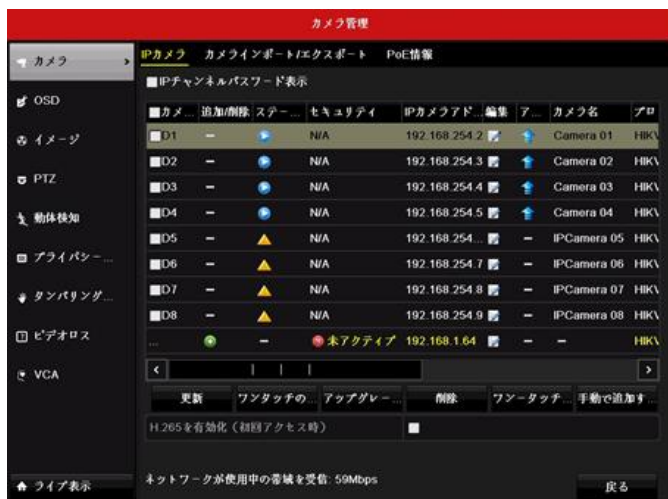 カメラ管理
カメラ
OSD
イメージ
PTZ
動体検知
プライバシー...
タンパリング...
ビデオロス
VCA
ライブ表示
IPカメラ カメラインポート/エクスポート PoE情報
IPチャンネルパスワード表示
カメ... 追加/削除 ステー... セキュリティ IPカメラアド... 編集 ア... カメラ名 プロ
D1 – N/A 192.168.254.2 Camera 01 HIKV
D2 – N/A 192.168.254.3 Camera 02 HIKV
D3 – N/A 192.168.254.4 Camera 03 HIKV
D4 – N/A 192.168.254.5 Camera 04 HIKV
D5 – N/A 192.168.254... – IPCamera 05 HIKV
D6 – N/A 192.168.254.7 – IPCamera 06 HIKV
D7 – N/A 192.168.254.8 – IPCamera 07 HIKV
D8 – N/A 192.168.254.9 – IPCamera 08 HIKV
... – 未アクティブ 192.168.1.64 – – HIKV
更新 ワンタッチの... アップグレー... 削除 ワンータッチ... 手動で追加す...
H.265を有効化（初回アクセス時）
ネットワークが使用中の帯域を受信: 59Mbps
戻る